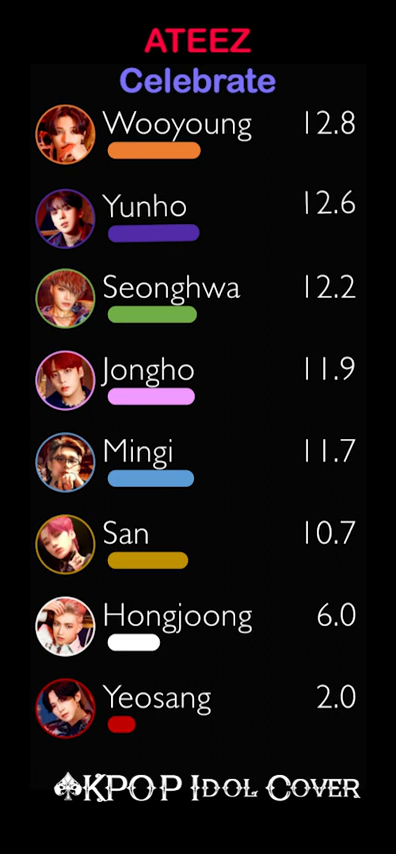 ATEEZ
Celebrate
Wooyoung 12.8
Yunho 12.6
Seonghwa 12.2
Jongho 11.9
Mingi 11.7
San 10.7
Hongjoong 6.0
Yeosang 2.0
KPOP Idol Cover